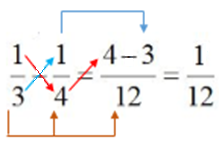 1/3 - 1/4 = 4-3/12 = 1/12